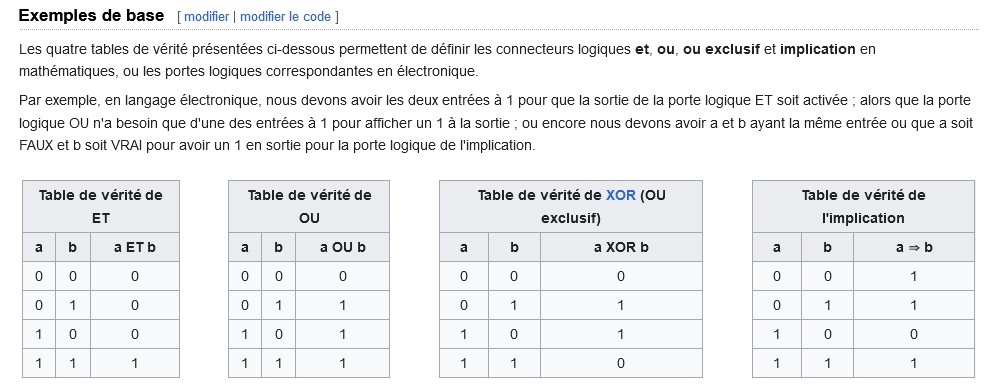 Exemples de base [ modifier | modifier le code ]
Les quatre tables de vérité présentées ci-dessous permettent de définir les connecteurs logiques et, ou, ou exclusif et implication en
mathématiques, ou les portes logiques correspondantes en électronique.
Par exemple, en langage électronique, nous devons avoir les deux entrées à 1 pour que la sortie de la porte logique ET soit activée ; alors que la porte
logique OU n'a besoin que d'une des entrées à 1 pour afficher un 1 à la sortie ; ou encore nous devons avoir a et b ayant la même entrée ou que a soit
FAUX et b soit VRAI pour avoir un 1 en sortie pour la porte logique de l'implication.
Table de vérité de
ET
a b a ET b
0 0 0
0 1 0
1 0 0
1 1 1
Table de vérité de
OU
a b a OU b
0 0 0
0 1 1
1 0 1
1 1 1
Table de vérité de XOR (OU
exclusif)
a b a XOR b
0 0 0
0 1 1
1 0 1
1 1 0
Table de vérité de
l'implication
a b a ⇒ b
0 0 1
0 1 1
1 0 0
1 1 1